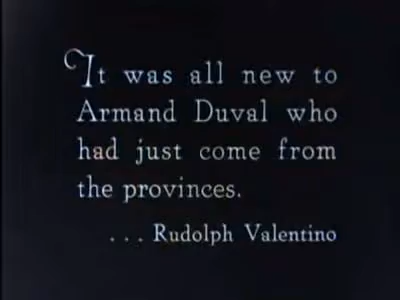 It was all new to
Armand Duval who
had just come from
the provinces.
. . . Rudolph Valentino